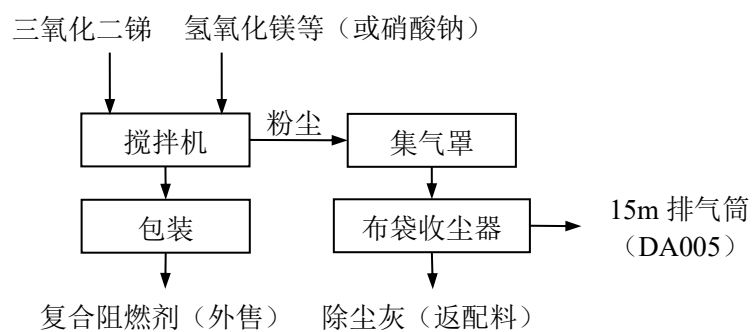 三氧化二锑 氢氧化镁等（或硝酸钠）
搅拌机 粉尘 集气罩
包装 布袋收尘器 15m 排气筒
（DA005）
复合阻燃剂（外售） 除尘灰（返配料）